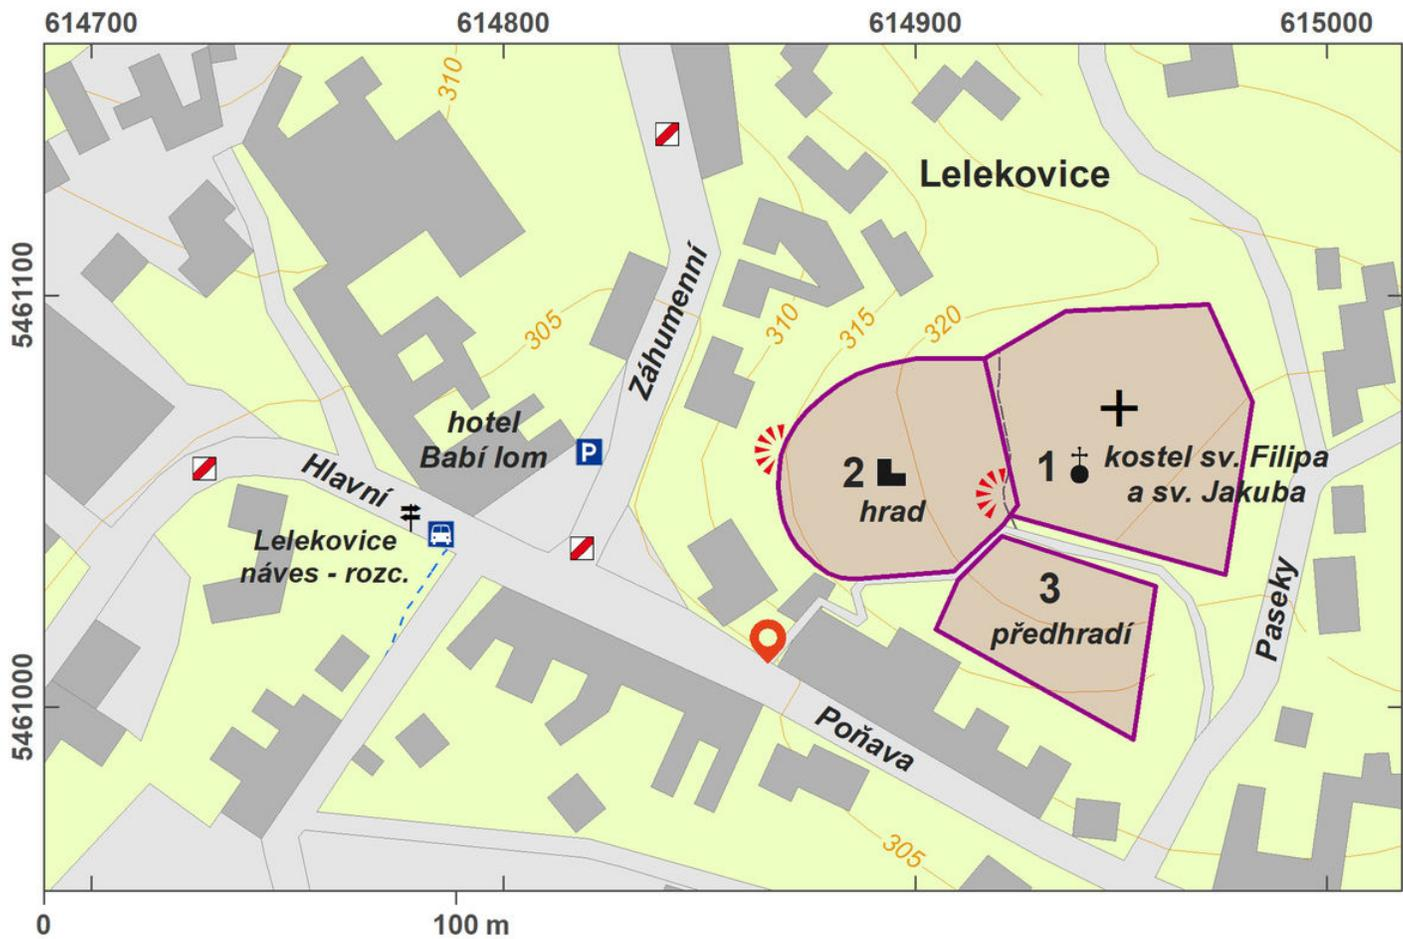 614700
614800
614900
615000
310
Lelekovice
5461100
Záhumenní
305
310
315
320
hotel
Babí lom
P
Hlavní
2
hrad
1
kostel sv. Filipa
a sv. Jakuba
Lelekovice
náves - rozc.
3
předhradí
Paseky
5461000
Poňava
305
0
100 m